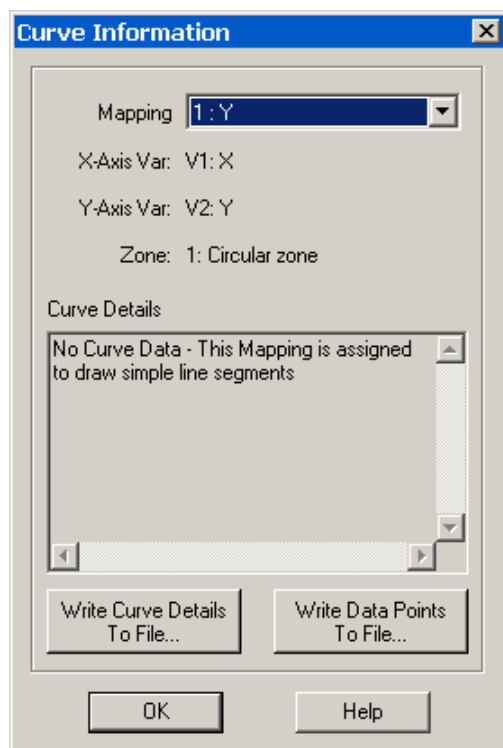 Curve Information
Mapping 1 : Y
X-Axis Var: V1: X
Y-Axis Var: V2: Y
Zone: 1: Circular zone
Curve Details
No Curve Data - This Mapping is assigned
to draw simple line segments
Write Curve Details
To File...
Write Data Points
To File...
OK
Help